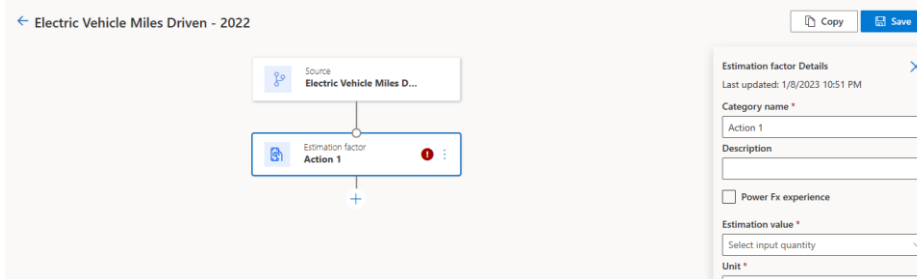 Electric Vehicle Miles Driven - 2022
Copy
Save
Source
Electric Vehicle Miles D...
Estimation factor
Action 1
Estimation factor Details
Last updated: 1/8/2023 10:51 PM
Category name *
Action 1
Description
Power Fx experience
Estimation value *
Select input quantity
Unit *